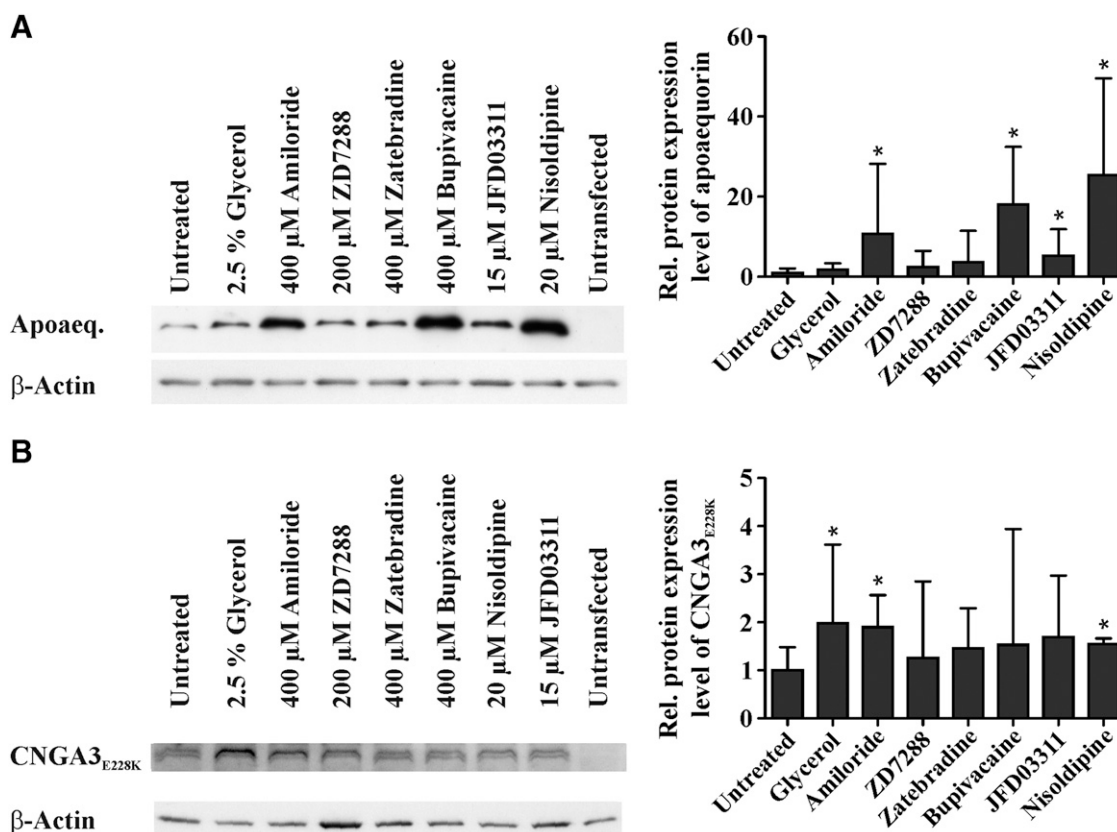 A
Untreated
2.5 % Glycerol
400 µM Amiloride
200 µM ZD7288
400 µM Zatebradine
400 µM Bupivacaine
15 µM JFD03311
20 µM Nisoldipine
Untransfected
Apoaeq.
β-Actin
Rel. protein expression
level of apoaequorin
60
40
20
0
*
*
*
*
Untreated
Glycerol
Amiloride
ZD7288
Zatebradine
Bupivacaine
JFD03311
Nisoldipine
B
Untreated
2.5 % Glycerol
400 µM Amiloride
200 µM ZD7288
400 µM Zatebradine
400 µM Bupivacaine
20 µM Nisoldipine
15 µM JFD03311
Untransfected
CNGA3E228K
β-Actin
Rel. protein expression
level of CNGA3E228K
5
4
3
2
1
0
*
*
*
Untreated
Glycerol
Amiloride
ZD7288
Zatebradine
Bupivacaine
JFD03311
Nisoldipine